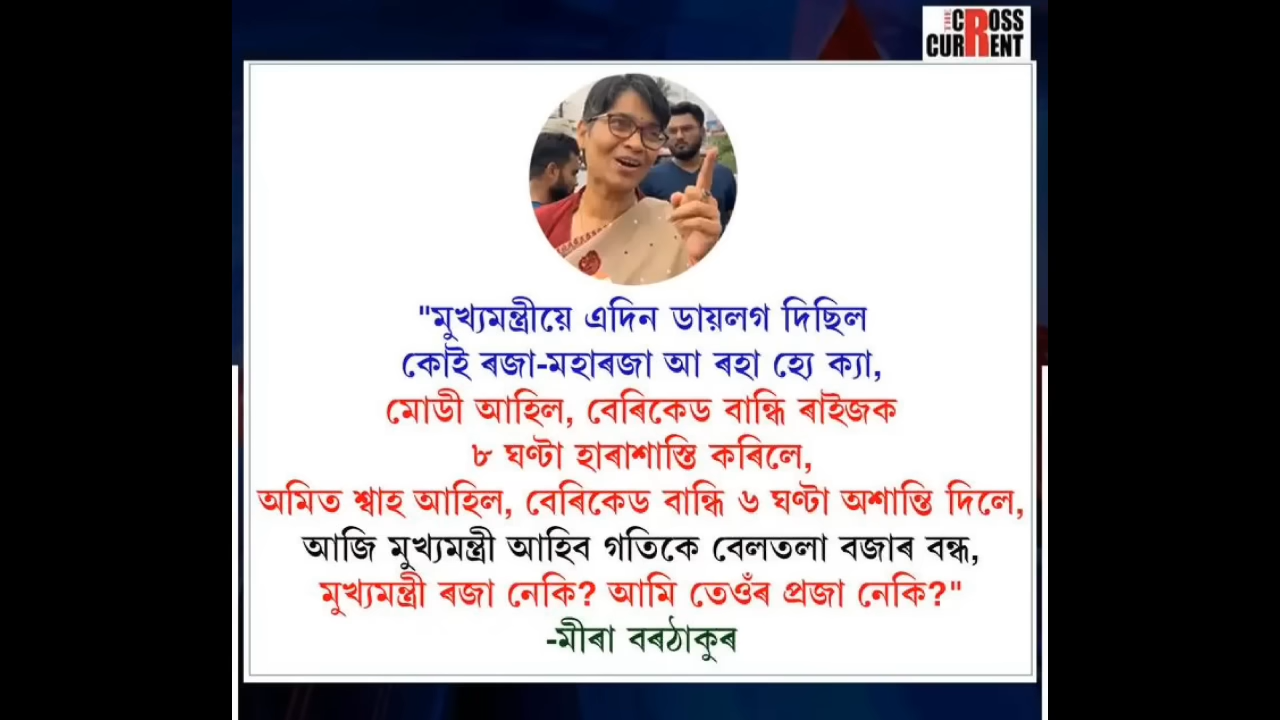 THE CROSS
CURRENT
"মুখ্যমন্ত্ৰীয়ে এদিন ডায়লগ দিছিল
কোই ৰজা-মহাৰজা আ ৰহা হ্যে ক্যা,
মোডী আহিল, বেৰিকেড বান্ধি ৰাইজক
৮ ঘণ্টা হাৰাশাস্তি কৰিলে,
অমিত শ্বাহ আহিল, বেৰিকেড বান্ধি ৬ ঘণ্টা অশান্তি দিলে,
আজি মুখ্যমন্ত্ৰী আহিব গতিকে বেলতলা বজাৰ বন্ধ,
মুখ্যমন্ত্ৰী ৰজা নেকি? আমি তেওঁৰ প্ৰজা নেকি?"
-মীৰা বৰঠাকুৰ